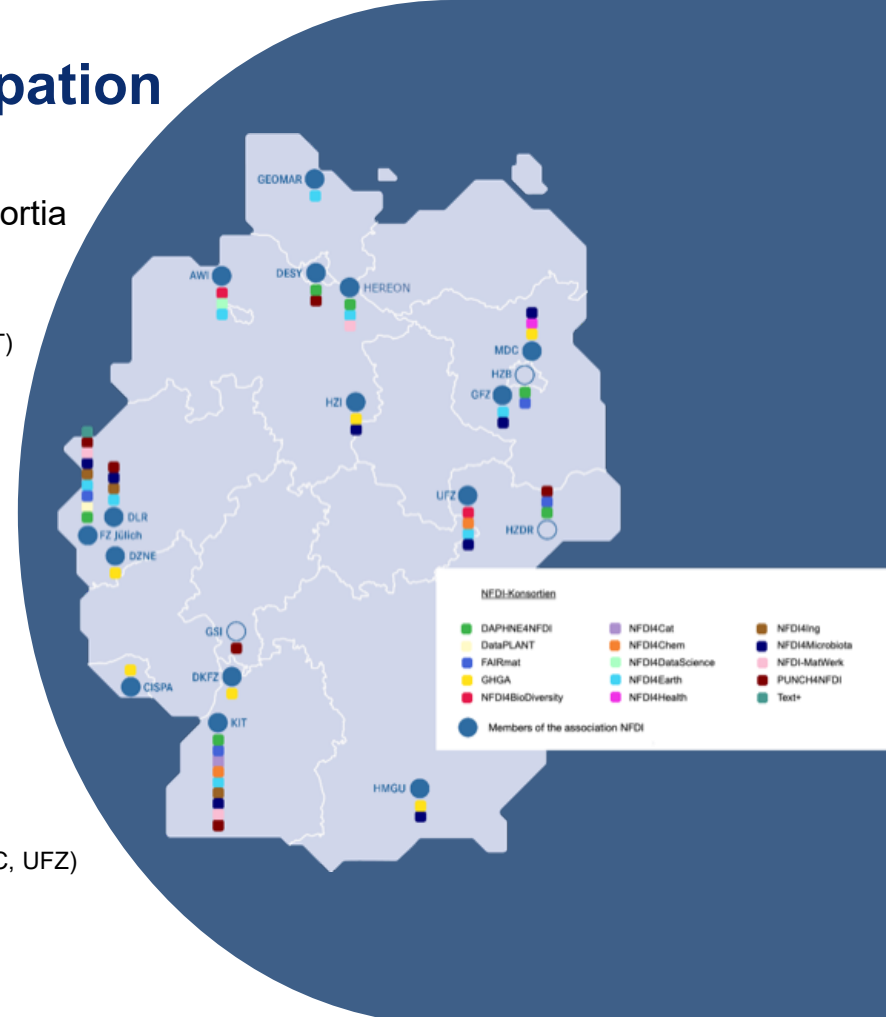 pation
ortia
GEOMAR
AWI
DESY
HEREON
T)
MDC
HZB
GFZ
HZI
UFZ
DLR
HZDR
FZ Jülich
DZNE
NFDI-Konsortien
DAPHNE4NFDI NFDI4Cat NFDI4Ing
GSI
DataPLANT NFDI4Chem NFDI4Microbiota
FAIRmat NFDI4DataScience NFDI-MatWerk
DKFZ
GHGA NFDI4Earth PUNCH4NFDI
CISPA
NFDI4BioDiversity NFDI4Health Text+
KIT
Members of the association NFDI
HMGU
C, UFZ)